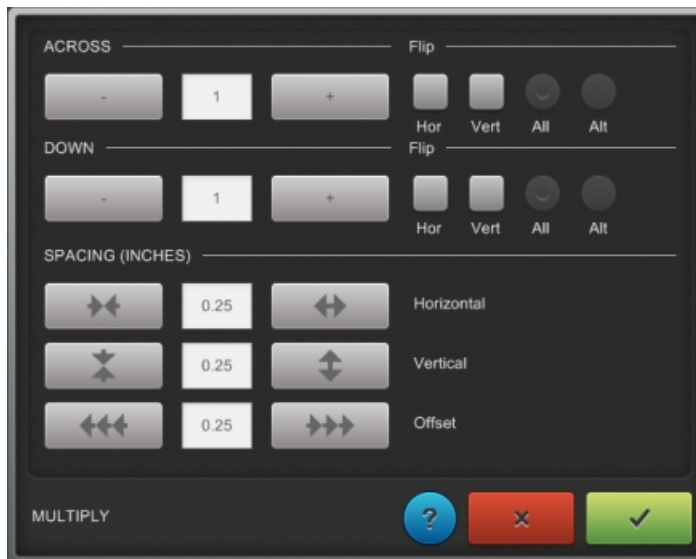 ACROSS Flip
- 1 +
Hor Vert All Alt
DOWN Flip
- 1 +
Hor Vert All Alt
SPACING (INCHES)
0.25 Horizontal
0.25 Vertical
0.25 Offset
MULTIPLY ?